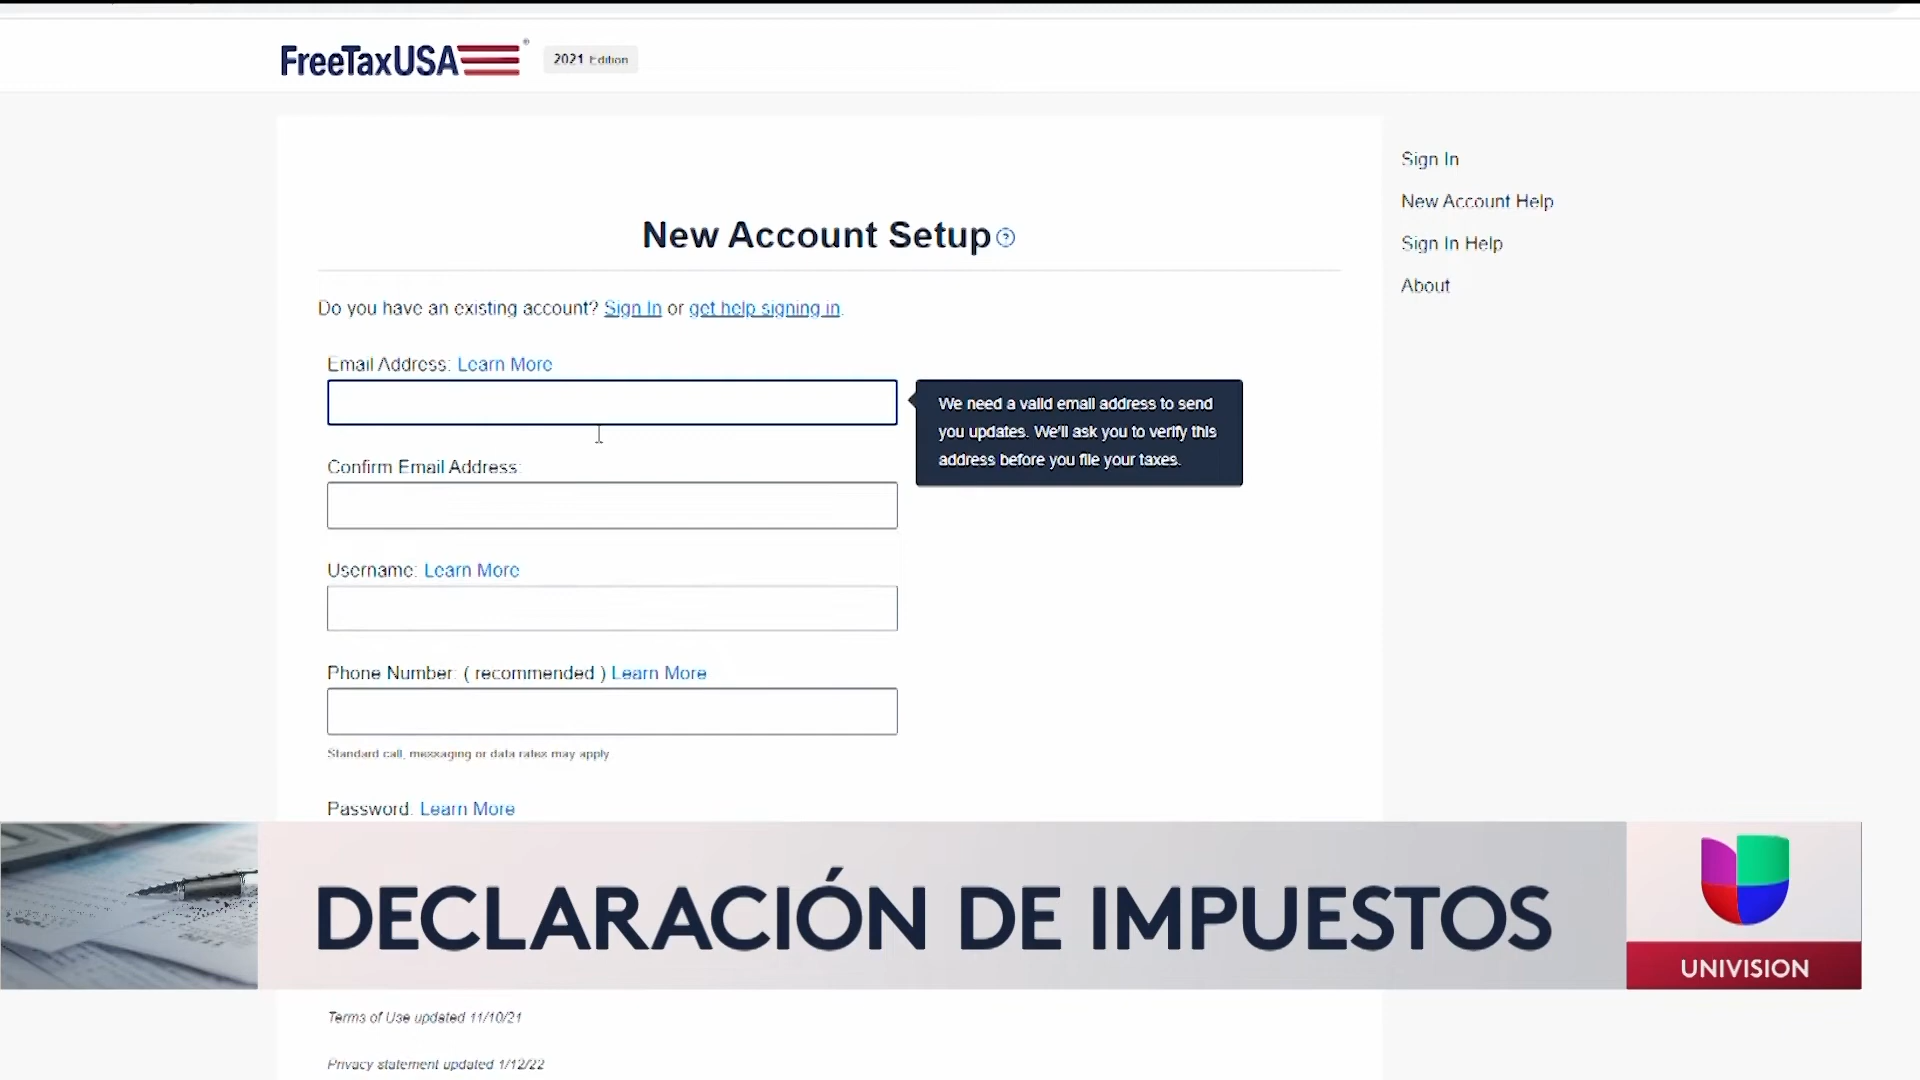 FreeTaxUSA®
2021 Edition
Sign In
New Account Help
Sign In Help
About
New Account Setup ?
Do you have an existing account? Sign In or get help signing in.
Email Address: Learn More
We need a valid email address to send
you updates. We'll ask you to verify this
address before you file your taxes.
Confirm Email Address:
Username: Learn More
Phone Number: ( recommended ) Learn More
Standard call, messaging or data rates may apply
Password: Learn More
DECLARACIÓN DE IMPUESTOS
UNIVISION
Terms of Use updated 11/10/21
Privacy statement updated 1/12/22